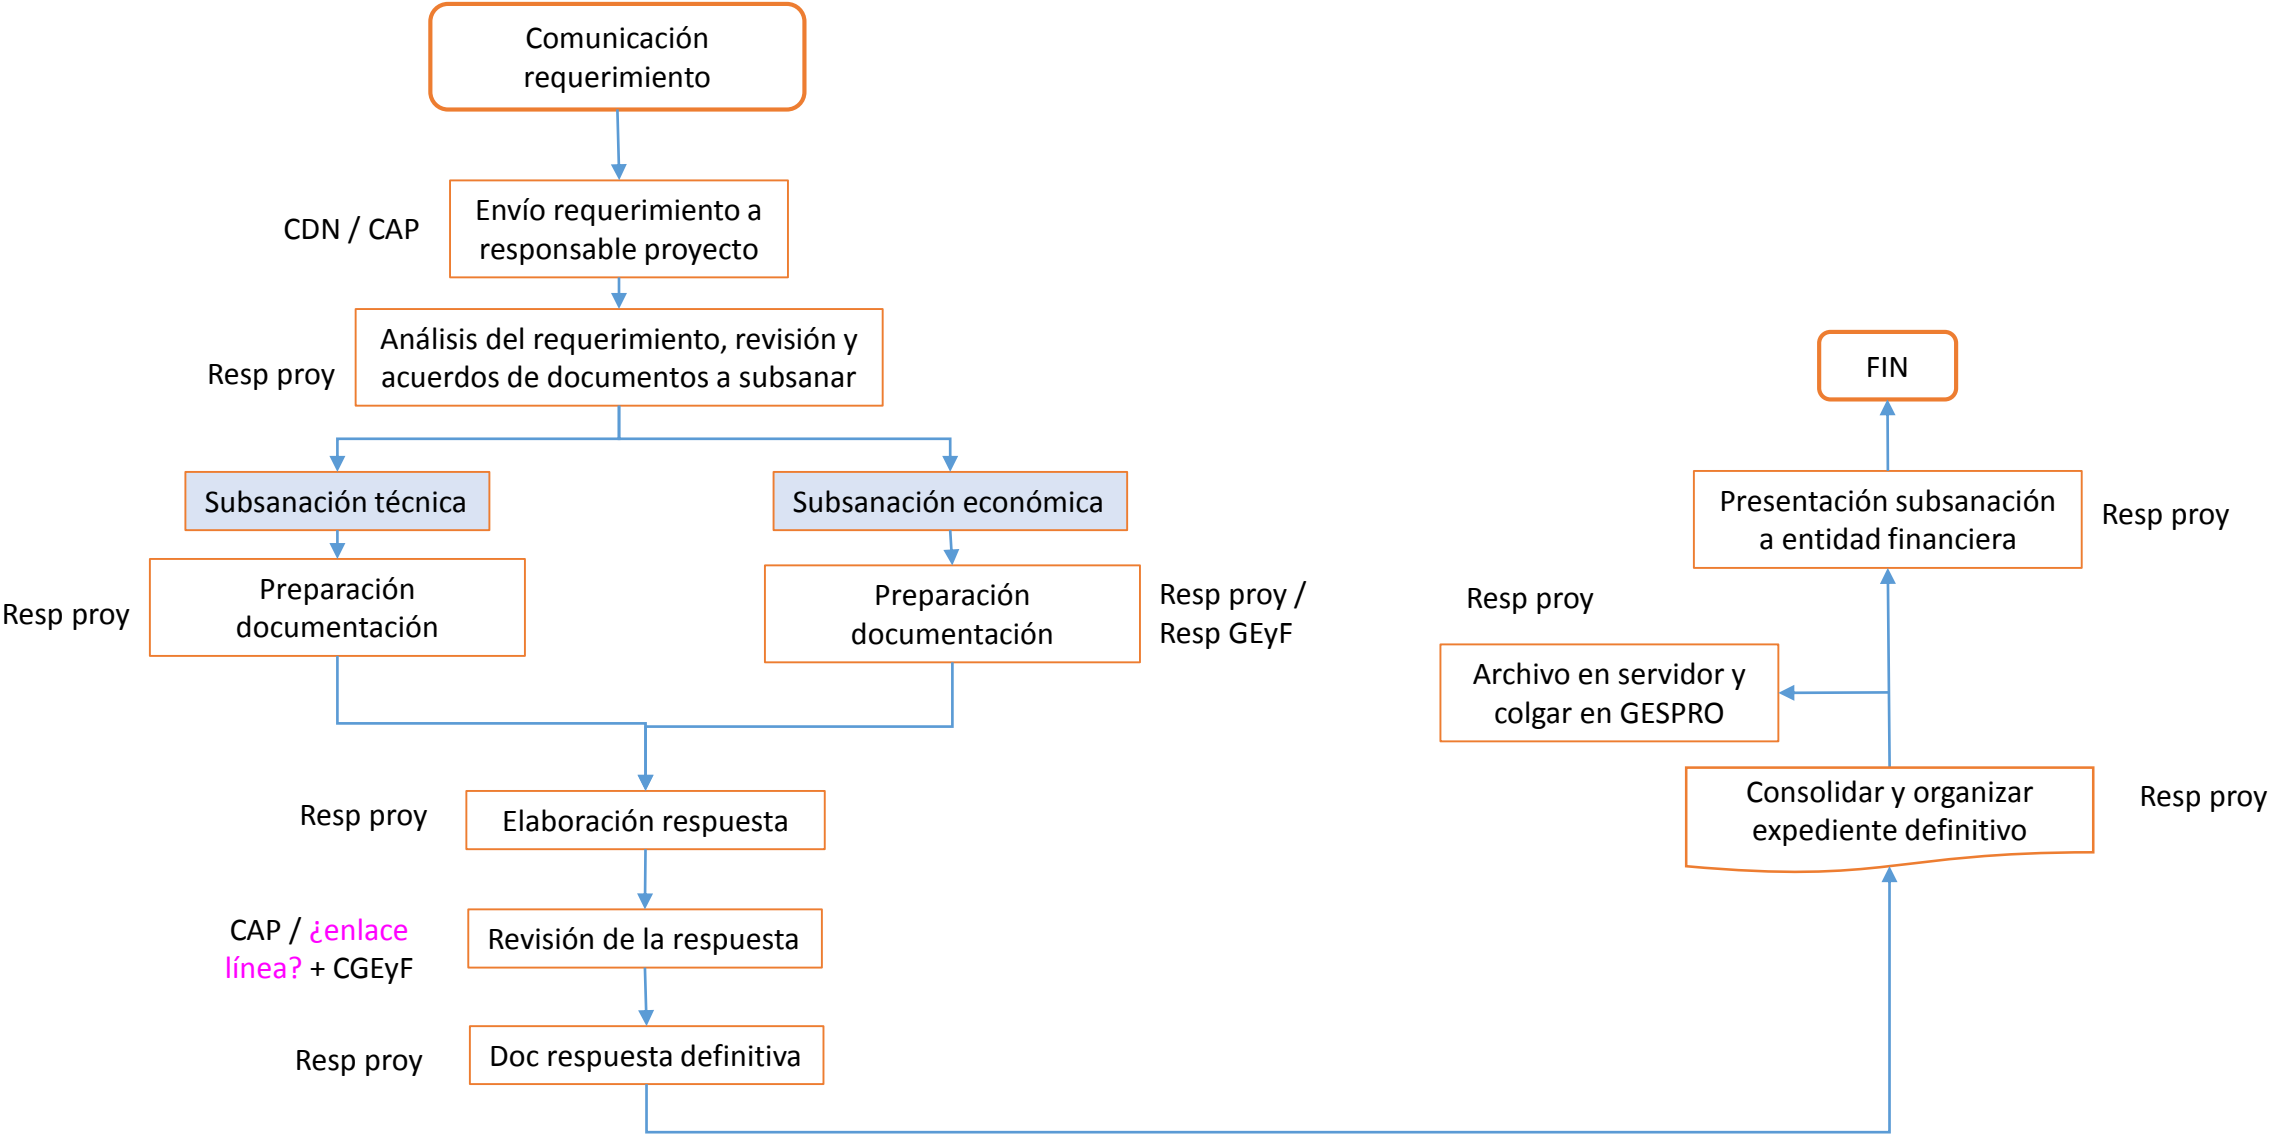 Comunicación
requerimiento
CDN / CAP
Envío requerimiento a
responsable proyecto
Resp proy
Análisis del requerimiento, revisión y
acuerdos de documentos a subsanar
Subsanación técnica
Subsanación económica
Resp proy
Preparación
documentación
Preparación
documentación
Resp proy /
Resp GEyF
Resp proy
Elaboración respuesta
CAP / ¿enlace
línea? + CGEyF
Revisión de la respuesta
Resp proy
Doc respuesta definitiva
FIN
Presentación subsanación
a entidad financiera
Resp proy
Resp proy
Archivo en servidor y
colgar en GESPRO
Consolidar y organizar
expediente definitivo
Resp proy